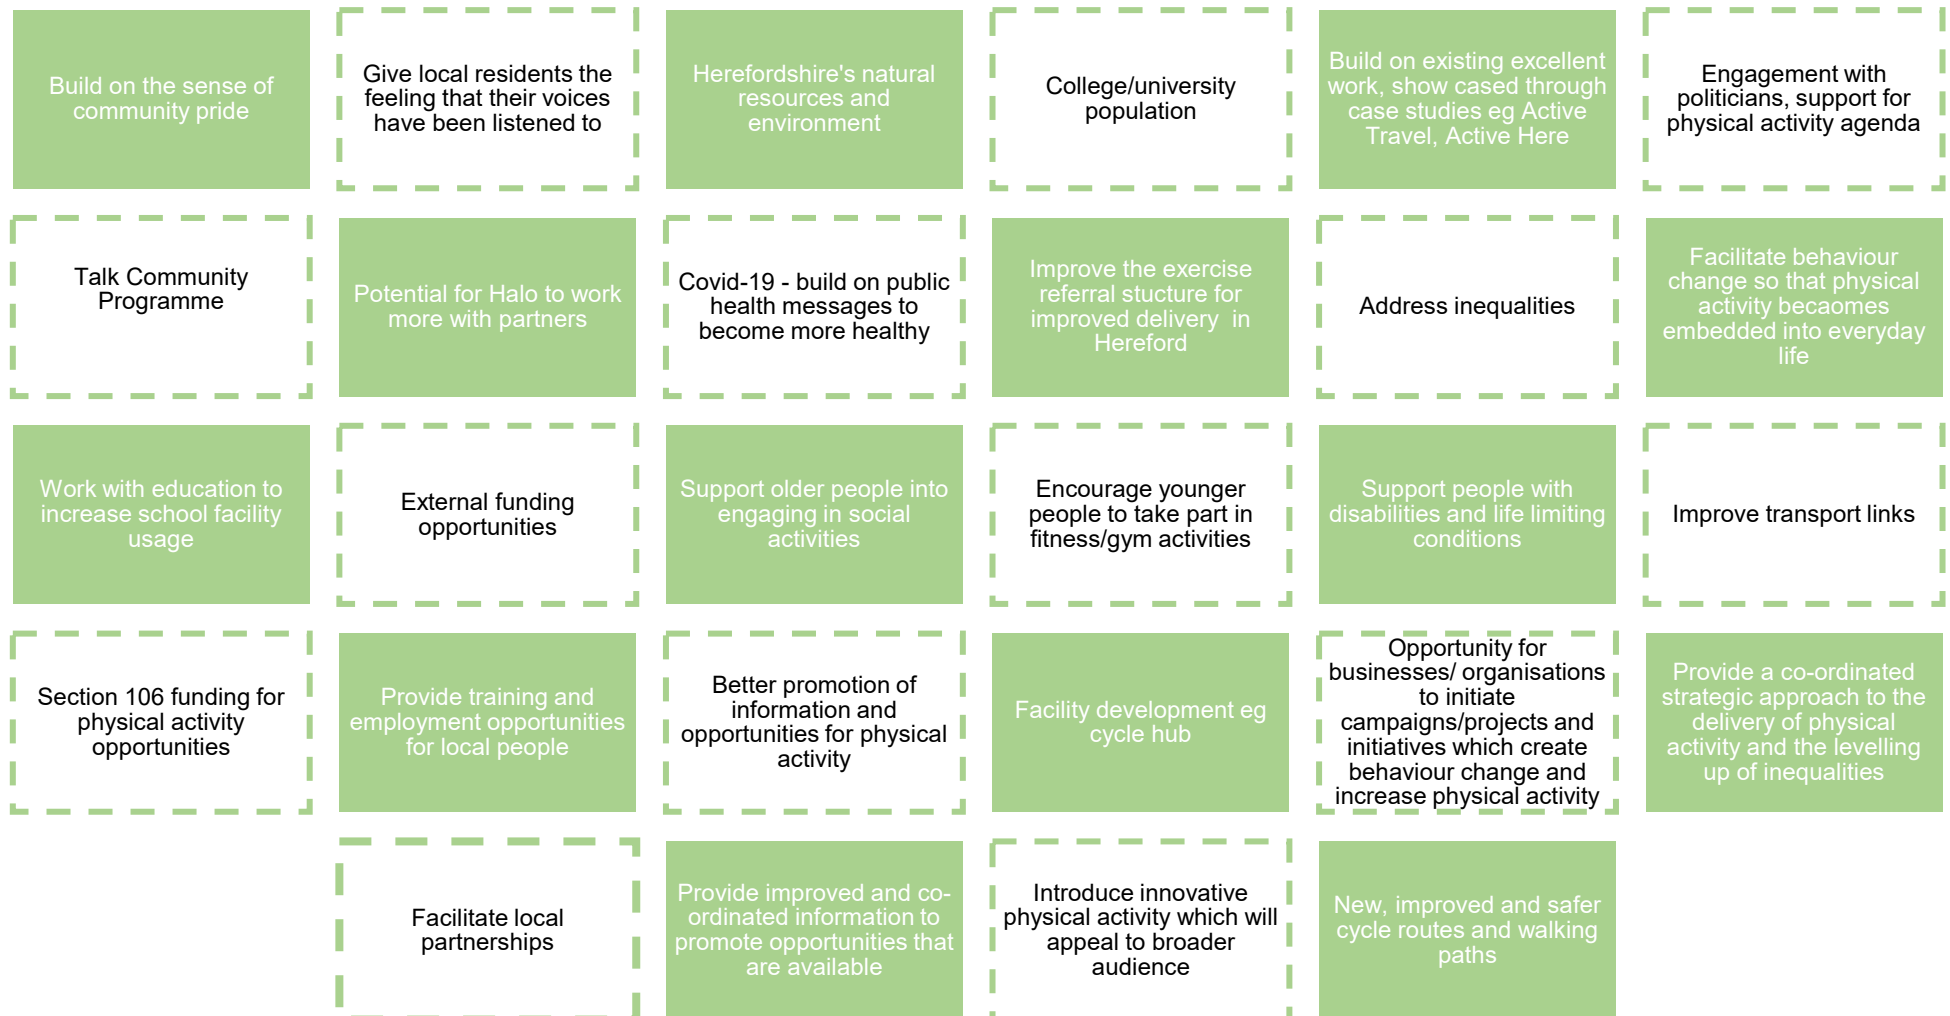 Build on the sense of
community pride
Give local residents the
feeling that their voices
have been listened to
Herefordshire's natural
resources and
environment
College/university
population
Build on existing excellent
work, show cased through
case studies eg Active
Travel, Active Here
Engagement with
politicians, support for
physical activity agenda
Talk Community
Programme
Potential for Halo to work
more with partners
Covid-19 - build on public
health messages to
become more healthy
Improve the exercise
referral stucture for
improved delivery  in
Hereford
Address inequalities
Facilitate behaviour
change so that physical
activity becaomes
embedded into everyday
life
Work with education to
increase school facility
usage
External funding
opportunities
Support older people into
engaging in social
activities
Encourage younger
people to take part in
fitness/gym activities
Support people with
disabilities and life limiting
conditions
Improve transport links
Section 106 funding for
physical activity
opportunities
Provide training and
employment opportunities
for local people
Better promotion of
information and
opportunities for physical
activity
Facility development eg
cycle hub
Opportunity for
businesses/ organisations
to initiate
campaigns/projects and
initiatives which create
behaviour change and
increase physical activity
Provide a co-ordinated
strategic approach to the
delivery of physical
activity and the levelling
up of inequalities
Facilitate local
partnerships
Provide improved and co-
ordinated information to
promote opportunities that
are available
Introduce innovative
physical activity which will
appeal to broader
audience
New, improved and safer
cycle routes and walking
paths